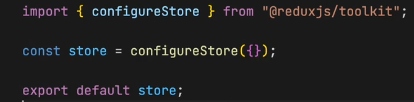 import { configureStore } from "@reduxjs/toolkit";
const store = configureStore({});
export default store;